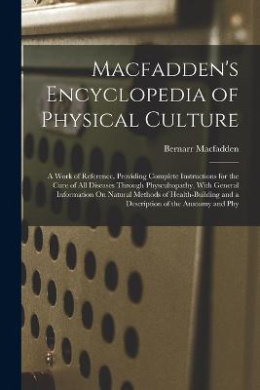 Macfadden's
Encyclopedia of
Physical Culture
Bernarr Macfadden
A Work of Reference, Providing Complete Instructions for
the Cure of All Diseases Through Physcultopathy, With General
Information On Natural Methods of Health-Building and a
Description of the Anatomy and Phy